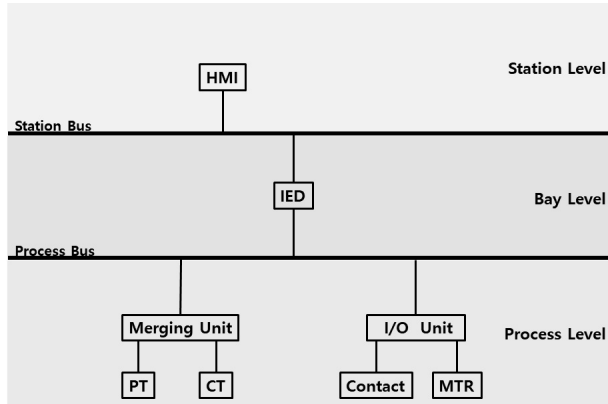 Station Level
HMI
Station Bus
IED
Bay Level
Process Bus
Merging Unit
I/O Unit
Process Level
PT
CT
Contact
MTR